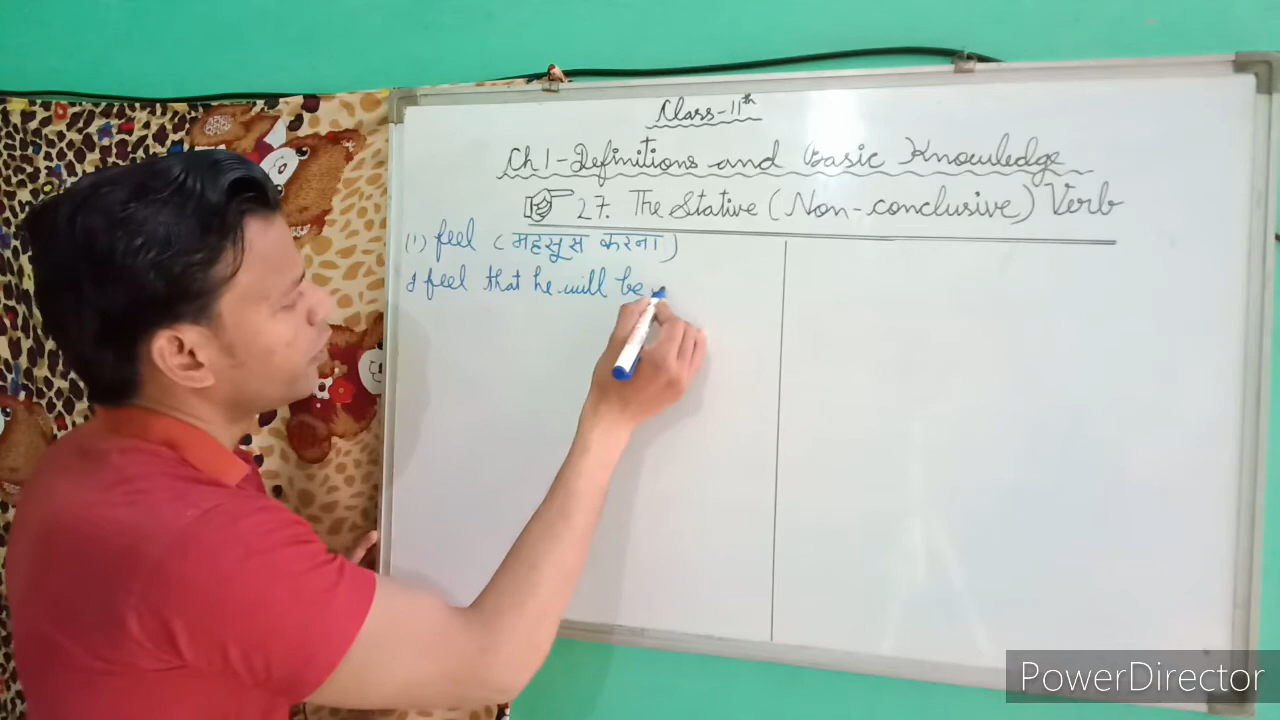 Class-11th
Ch 1-Definitions and Basic Knowledge
27. The Stative (Non-conclusive) Verb
(1) feel (महसूस करना)
I feel that he will be
PowerDirector